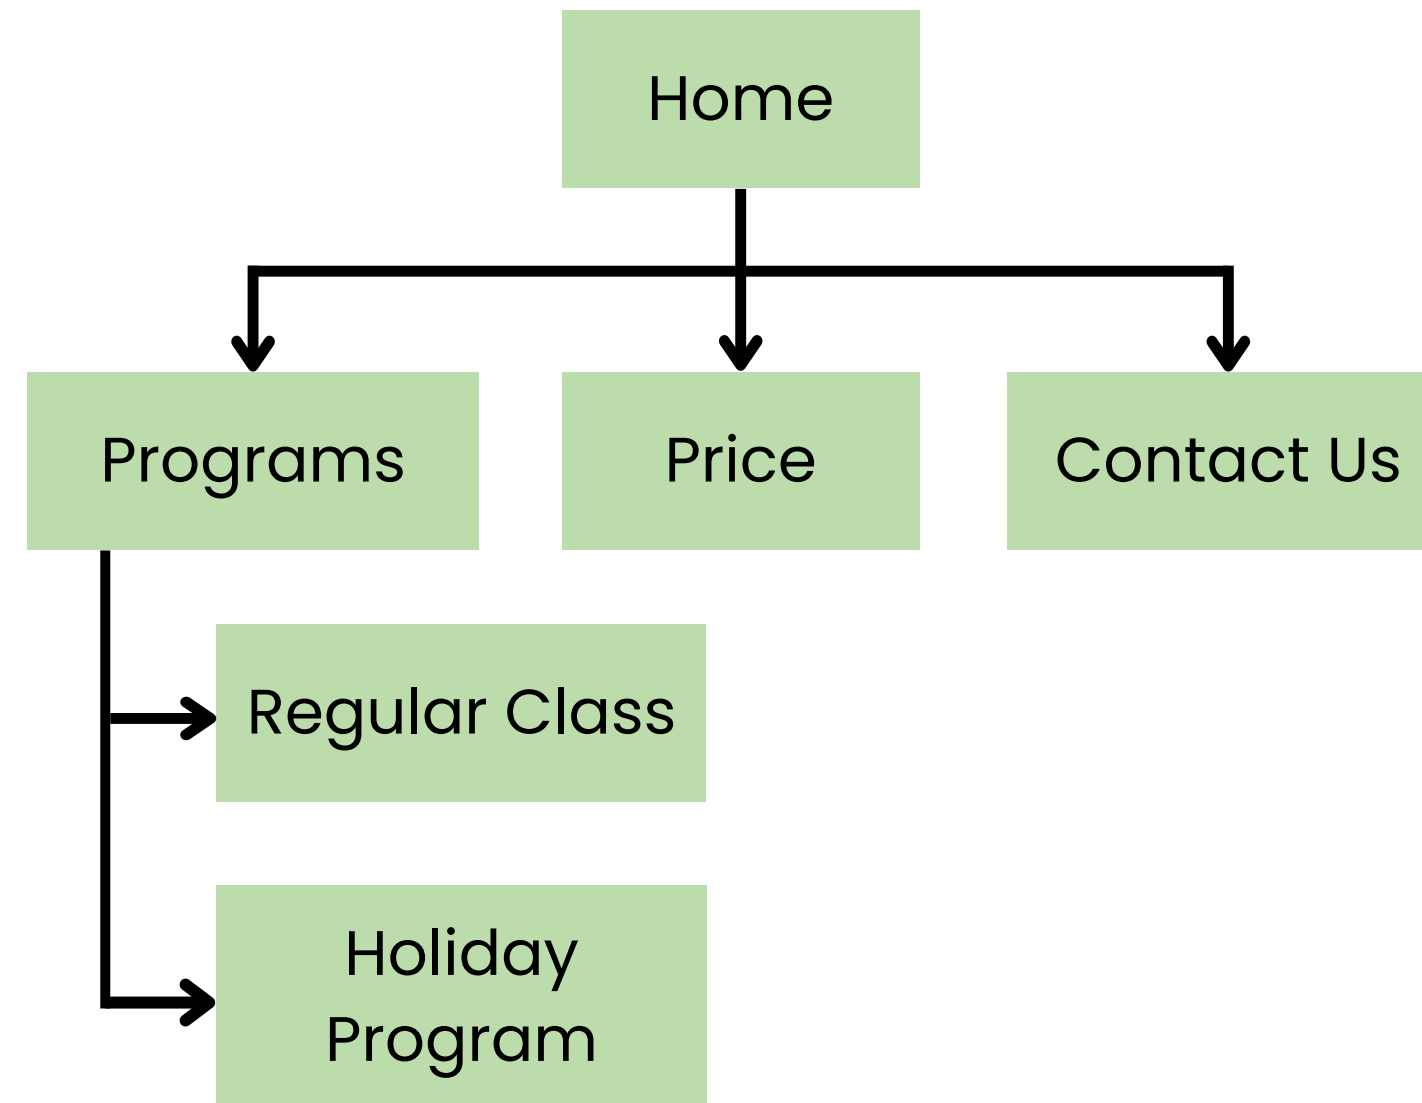 Home
Programs
Price
Contact Us
Regular Class
Holiday
Program